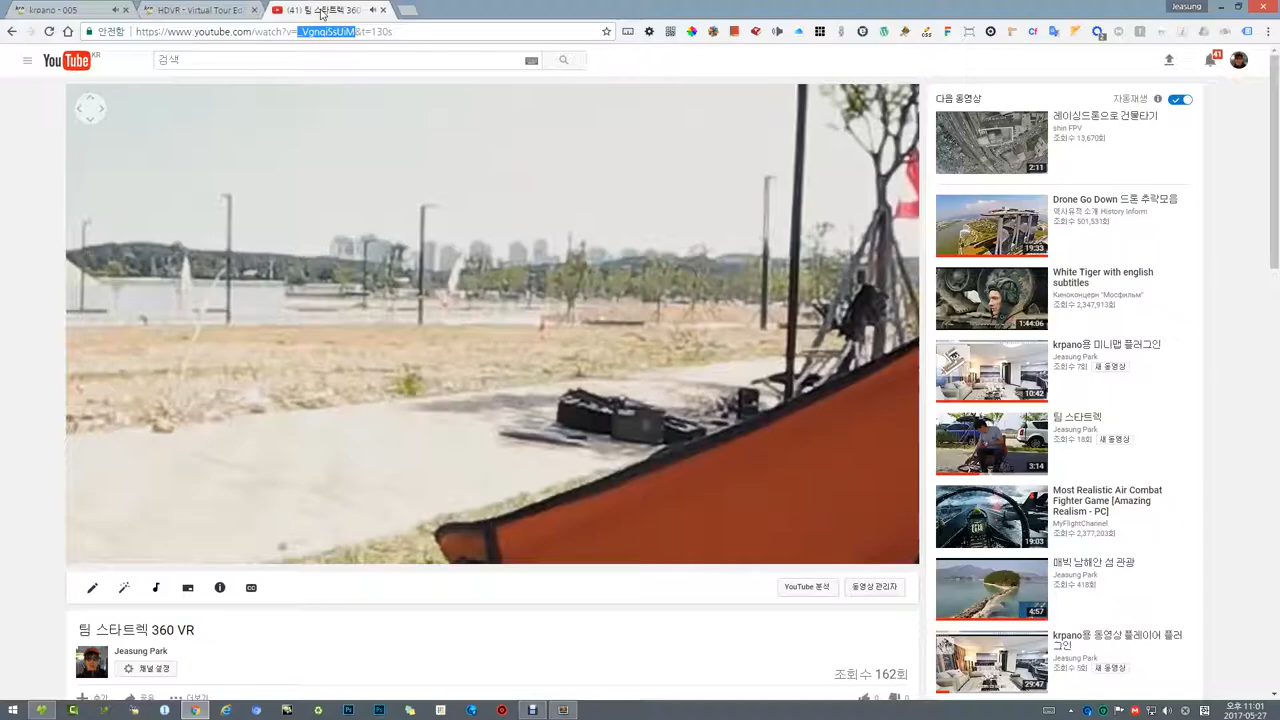 krpano - 005
HDVR - Virtual Tour Edi
(41) 팀 스타트렉 360
Jeasung
안전함
https://www.youtube.com/watch?v=_VgnqiSsUiM&t=130s
YouTube KR
검색
41
다음 동영상
자동재생
레이싱드론으로 건물타기
shin FPV
조회수 13,670회
2:11
Drone Go Down 드론 추락모음
역사유적 소개 History Inform
조회수 501,531회
19:33
White Tiger with english
subtitles
Киноконцерн "Мосфильм"
조회수 2,347,913회
1:44:06
krpano용 미니맵 플러그인
Jeasung Park
조회수 7회 새 동영상
10:42
팀 스타트렉
Jeasung Park
조회수 18회 새 동영상
3:14
Most Realistic Air Combat
Fighter Game [Amazing
Realism - PC]
MyFlightChannel
조회수 2,377,203회
19:03
매빅 남해안 섬 관광
Jeasung Park
조회수 418회
4:57
krpano용 동영상 플레이어 플러
그인
Jeasung Park
조회수 8회 새 동영상
29:47
YouTube 분석
동영상 관리자
팀 스타트렉 360 VR
Jeasung Park
채널 설정
조회수 162회
추가
공유
더보기
0
0
오후 11:01
2017-05-27